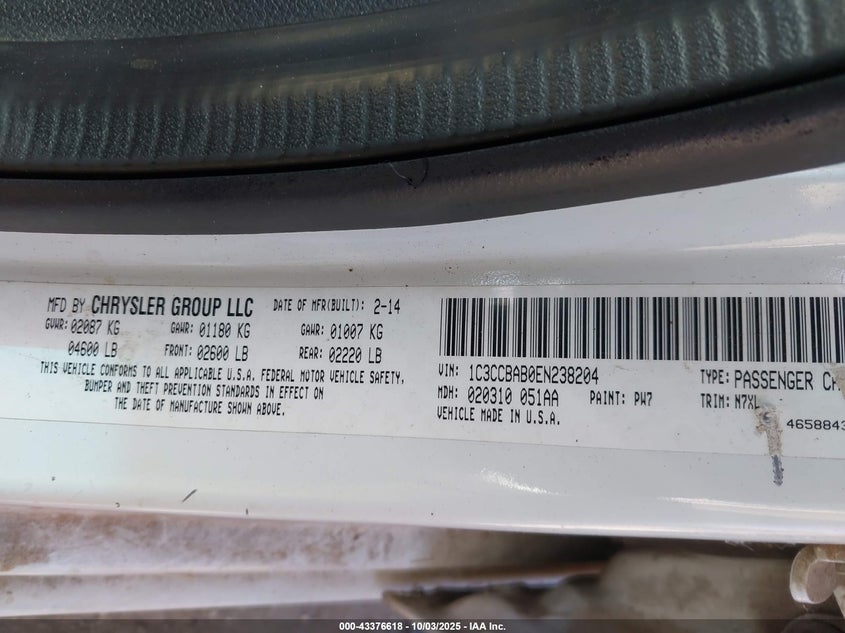 MFD BY CHRYSLER GROUP LLC DATE OF MFR(BUILT): 2-14
GVWR: 02087 KG GAWR: 01180 KG GAWR: 01007 KG
04600 LB FRONT: 02600 LB REAR: 02220 LB
THIS VEHICLE CONFORMS TO ALL APPLICABLE U.S.A. FEDERAL MOTOR VEHICLE SAFETY,
BUMPER AND THEFT PREVENTION STANDARDS IN EFFECT ON
THE DATE OF MANUFACTURE SHOWN ABOVE.
VIN: 1C3CCBAB0EN238204 TYPE: PASSENGER
MDH: 020310 051AA PAINT: PW7 TRIM: N7XL
VEHICLE MADE IN U.S.A.
465884
000-43376618 - 10/03/2025 - IAA Inc.